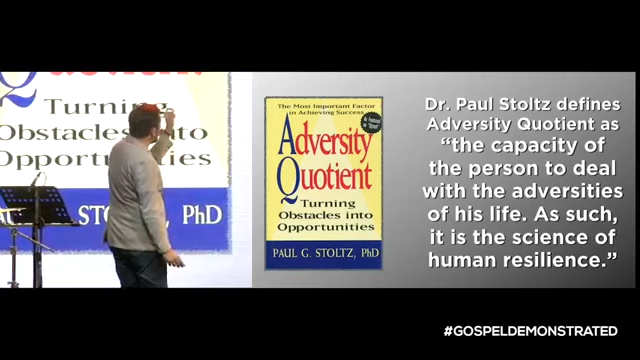 Quotient
Turning
Obstacles into
Opportunities
STOLTZ, PhD
The Most Important Factor
in Achieving Success
Adversity
Quotient
Turning
Obstacles into
Opportunities
PAUL G. STOLTZ, PhD
Dr. Paul Stoltz defines
Adversity Quotient as
“the capacity of
the person to deal
with the adversities
of his life. As such,
it is the science of
human resilience.”
#GOSPELDEMONSTRATED